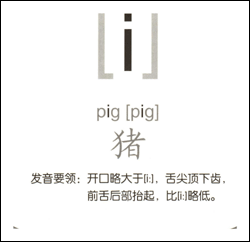 [i]
pig [pig]
猪
发音要领：开口略大于[i:]，舌尖顶下齿，
前舌后部抬起，比[i:]略低。